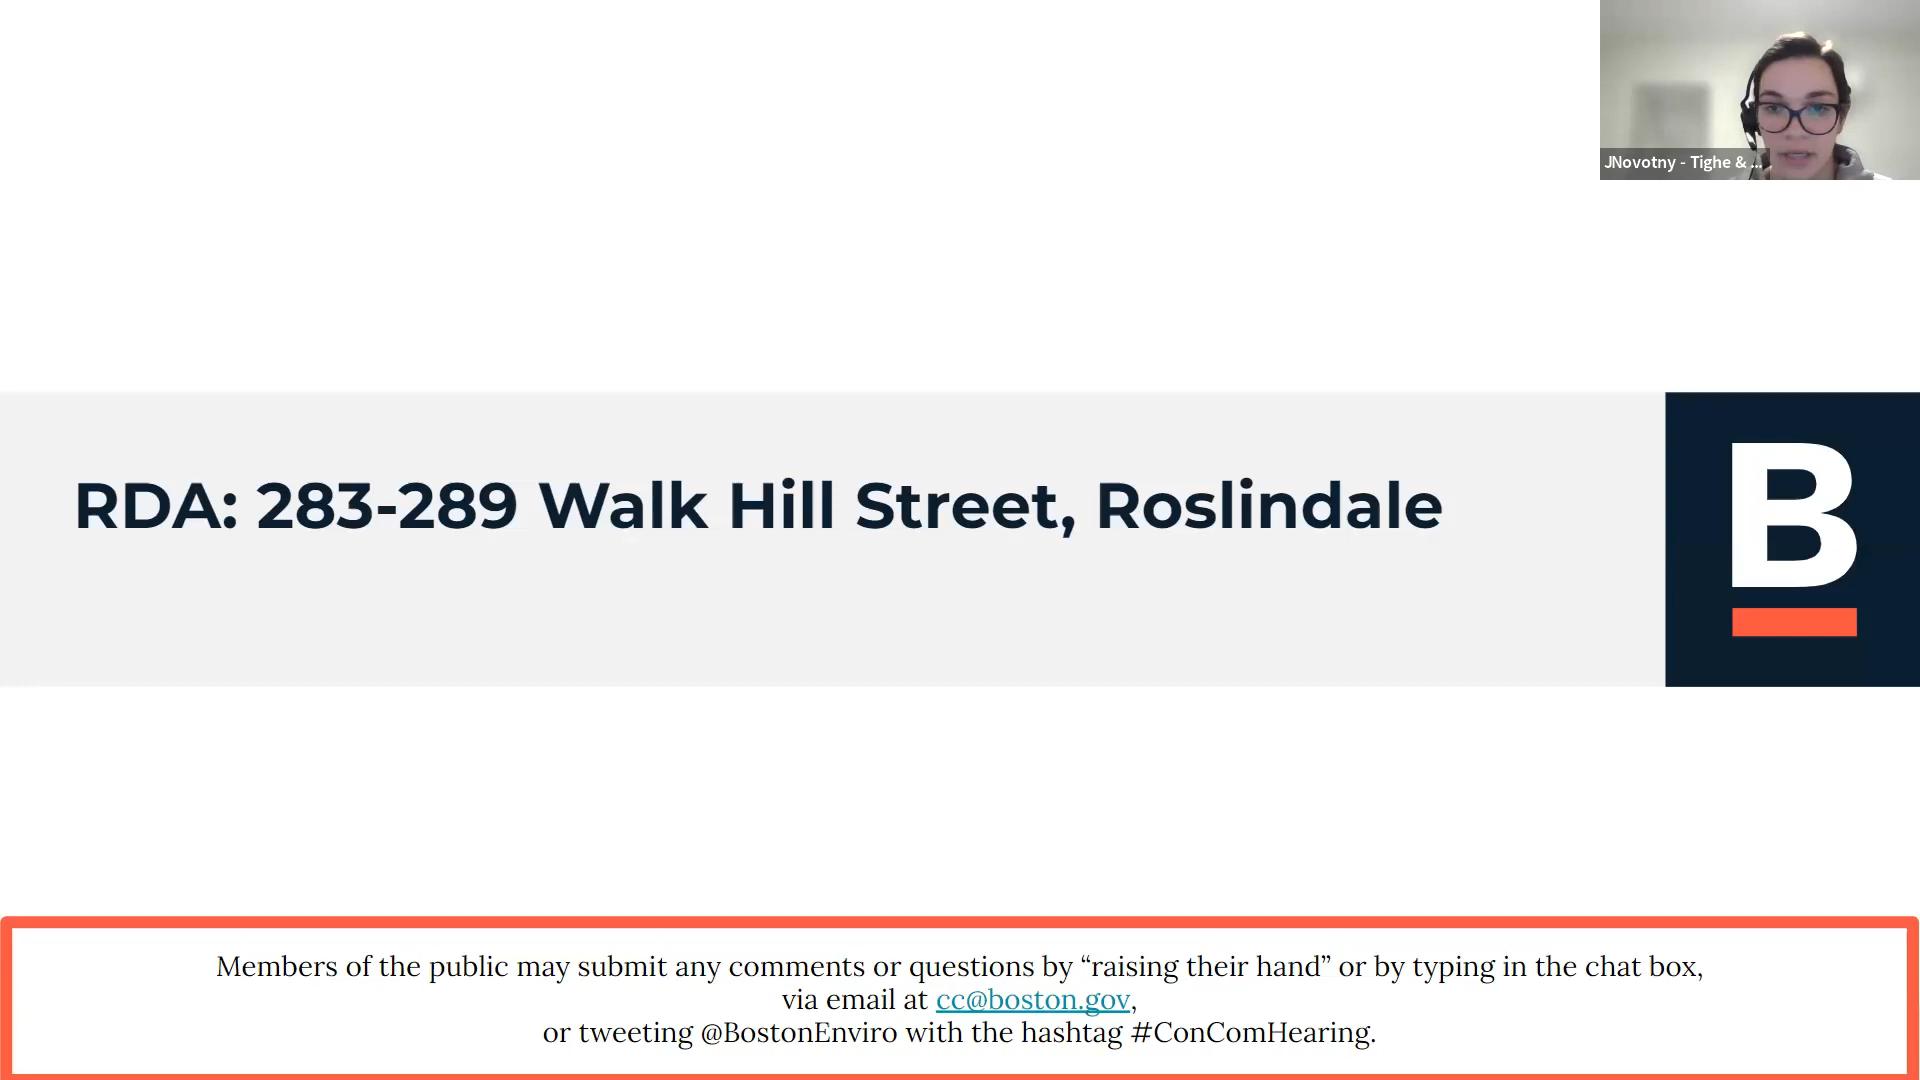 JNovotny - Tighe & ...
RDA: 283-289 Walk Hill Street, Roslindale
B
Members of the public may submit any comments or questions by “raising their hand” or by typing in the chat box,
via email at cc@boston.gov,
or tweeting @BostonEnviro with the hashtag #ConComHearing.